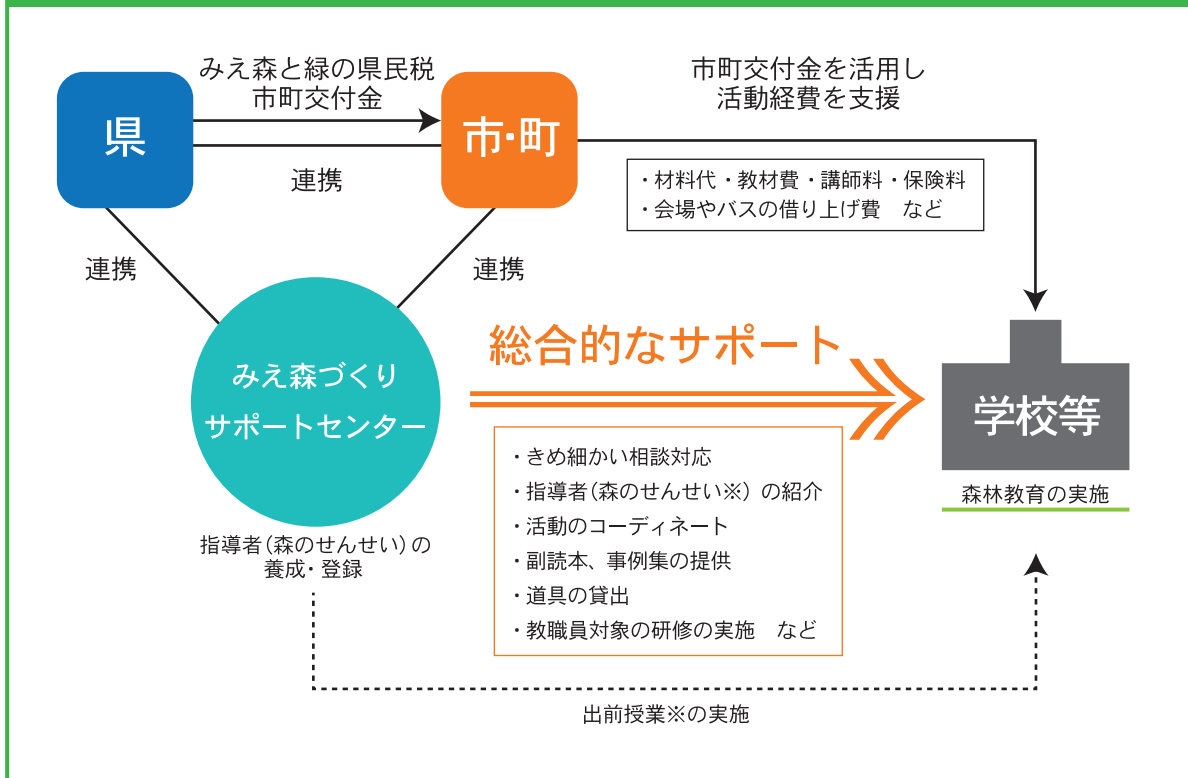 みえ森と緑の県民税
市町交付金
県
市・町
連携
市町交付金を活用し
活動経費を支援
・材料代・教材費・講師料・保険料
・会場やバスの借り上げ費　など
連携
連携
みえ森づくり
サポートセンター
指導者（森のせんせい）の
養成・登録
総合的なサポート
・きめ細かい相談対応
・指導者（森のせんせい※）の紹介
・活動のコーディネート
・副読本、事例集の提供
・道具の貸出
・教職員対象の研修の実施　など
学校等
森林教育の実施
出前授業※の実施